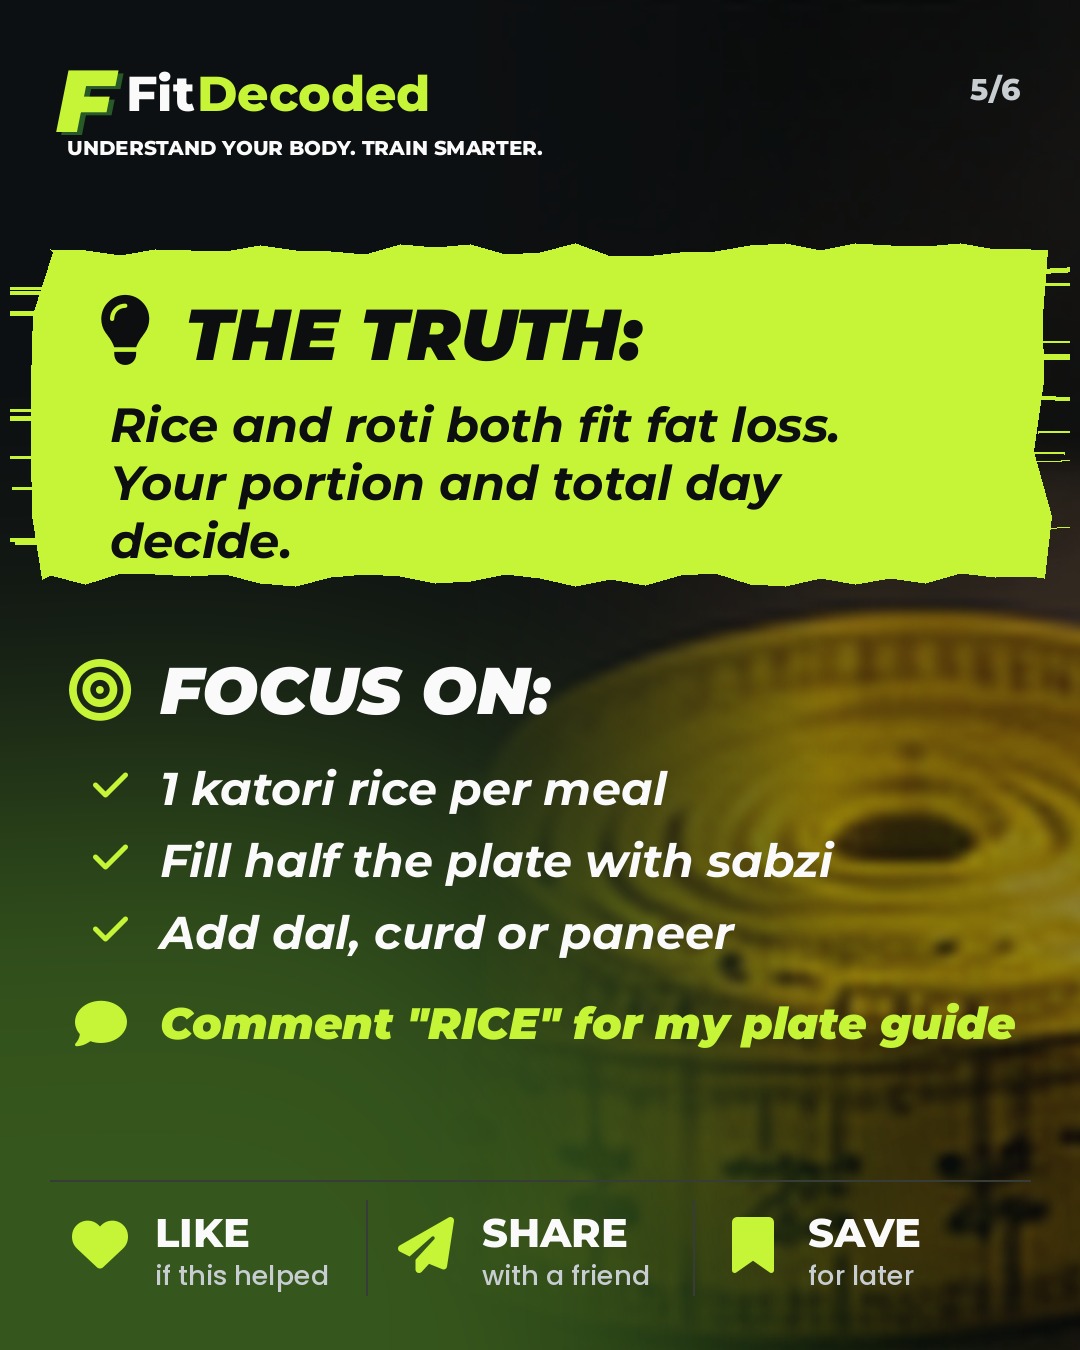 FitDecoded
5/6
UNDERSTAND YOUR BODY. TRAIN SMARTER.
THE TRUTH:
Rice and roti both fit fat loss.
Your portion and total day
decide.
FOCUS ON:
1 katori rice per meal
Fill half the plate with sabzi
Add dal, curd or paneer
Comment "RICE" for my plate guide
LIKE
if this helped
SHARE
with a friend
SAVE
for later